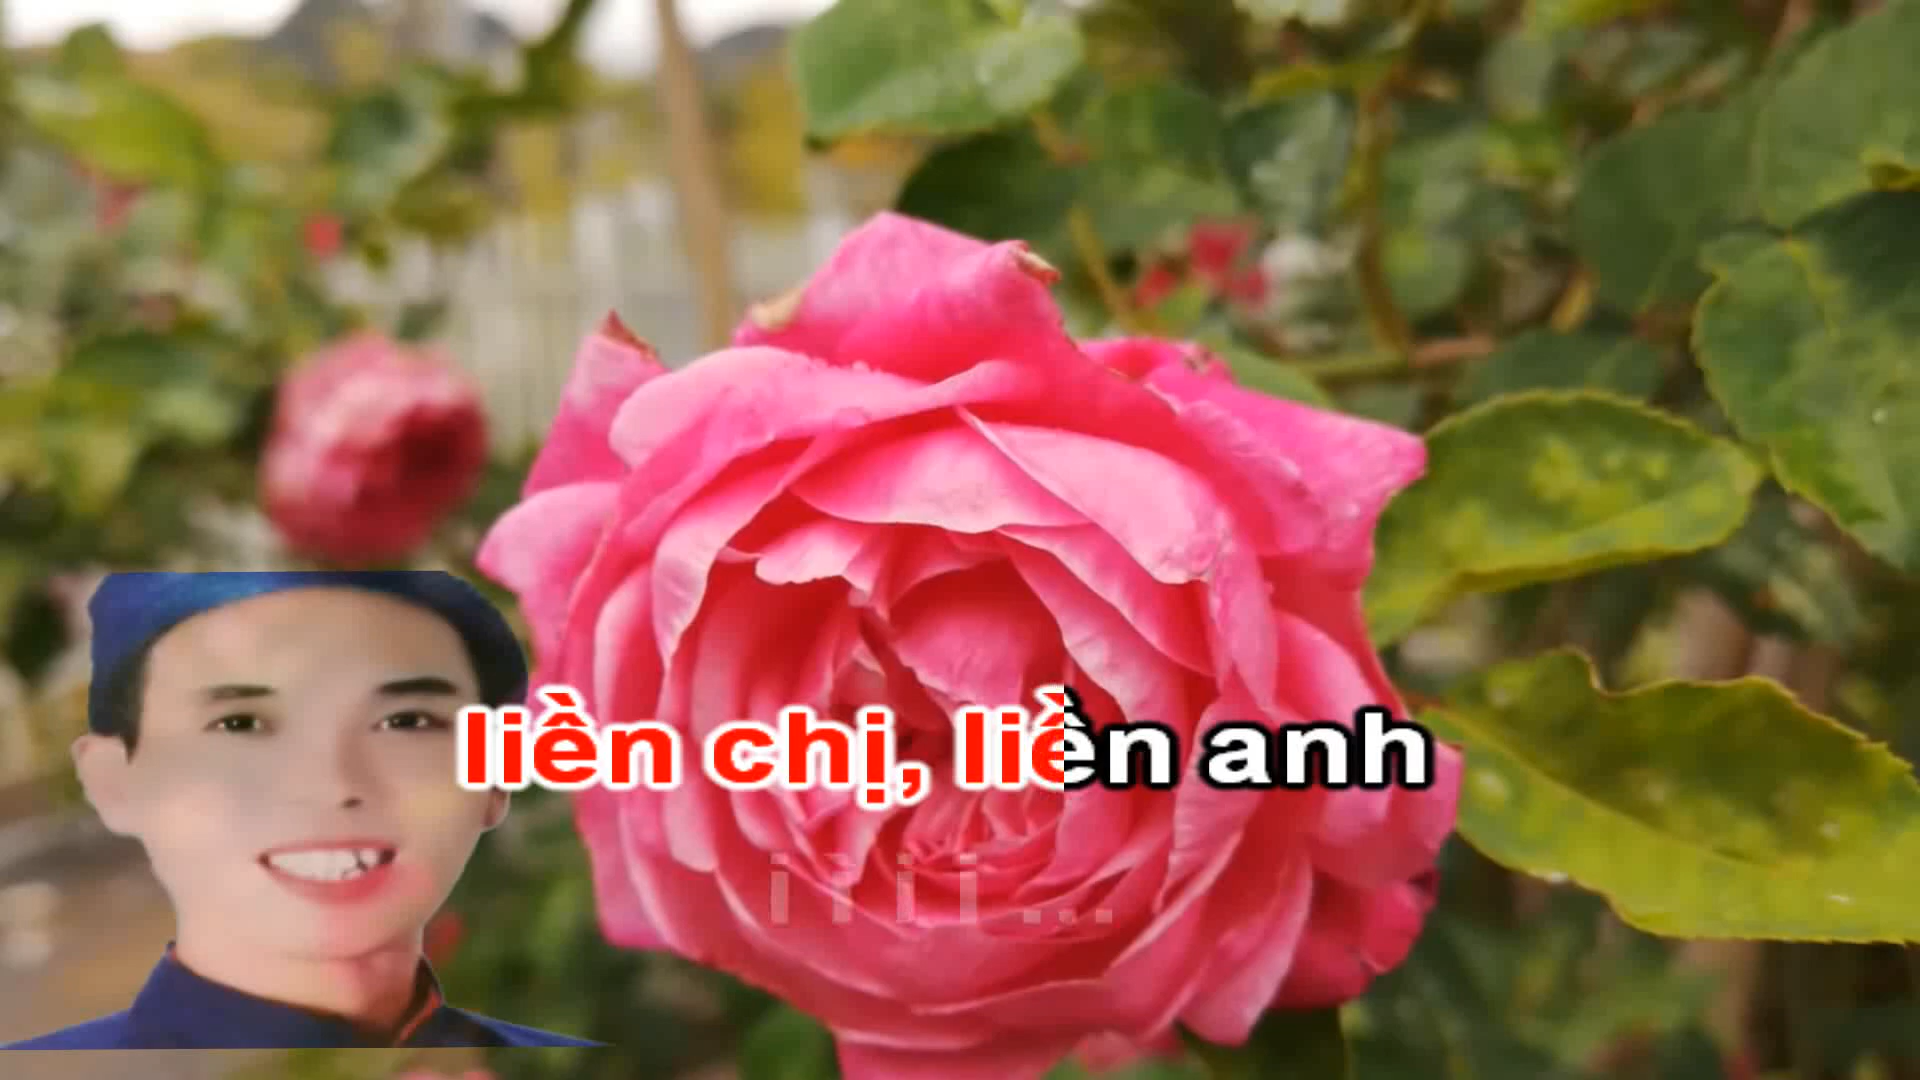 liền chị, liền anh
i ì i i ...